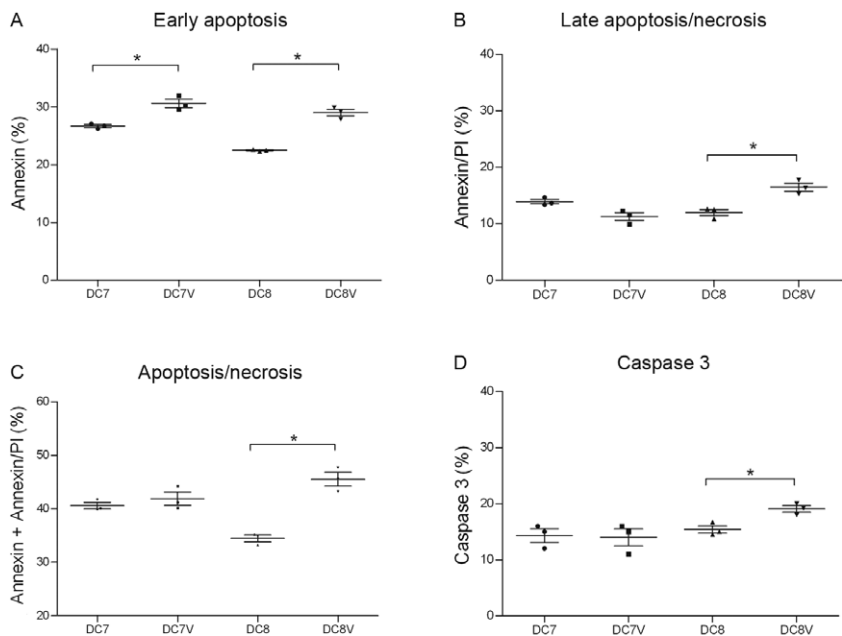 A
Early apoptosis
Annexin (%)
40
30
20
10
0
*
*
DC7
DC7V
DC8
DC8V
B
Late apoptosis/necrosis
Annexin/PI (%)
40
30
20
10
0
*
DC7
DC7V
DC8
DC8V
C
Apoptosis/necrosis
Annexin + Annexin/PI (%)
60
50
40
30
20
*
DC7
DC7V
DC8
DC8V
D
Caspase 3
Caspase 3 (%)
40
30
20
10
0
*
DC7
DC7V
DC8
DC8V